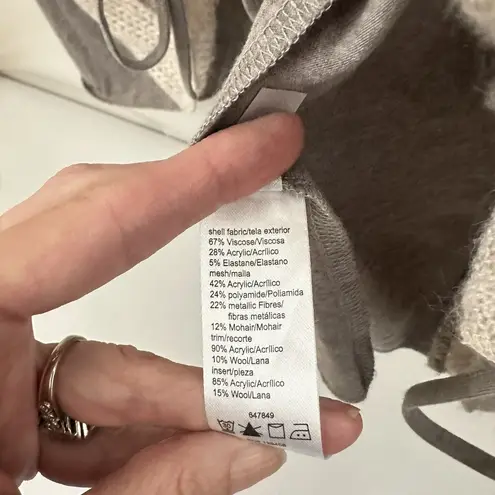 shell fabric/tela exterior
67% Viscose/Viscosa
28% Acrylic/Acrílico
5% Elastane/Elastano
mesh/malla
42% Acrylic/Acrílico
24% polyamide/Poliamida
22% metallic Fibres/
fibras metálicas
12% Mohair/Mohair
trim/recorte
90% Acrylic/Acrílico
10% Wool/Lana
insert/pieza
85% Acrylic/Acrílico
15% Wool/Lana
647849